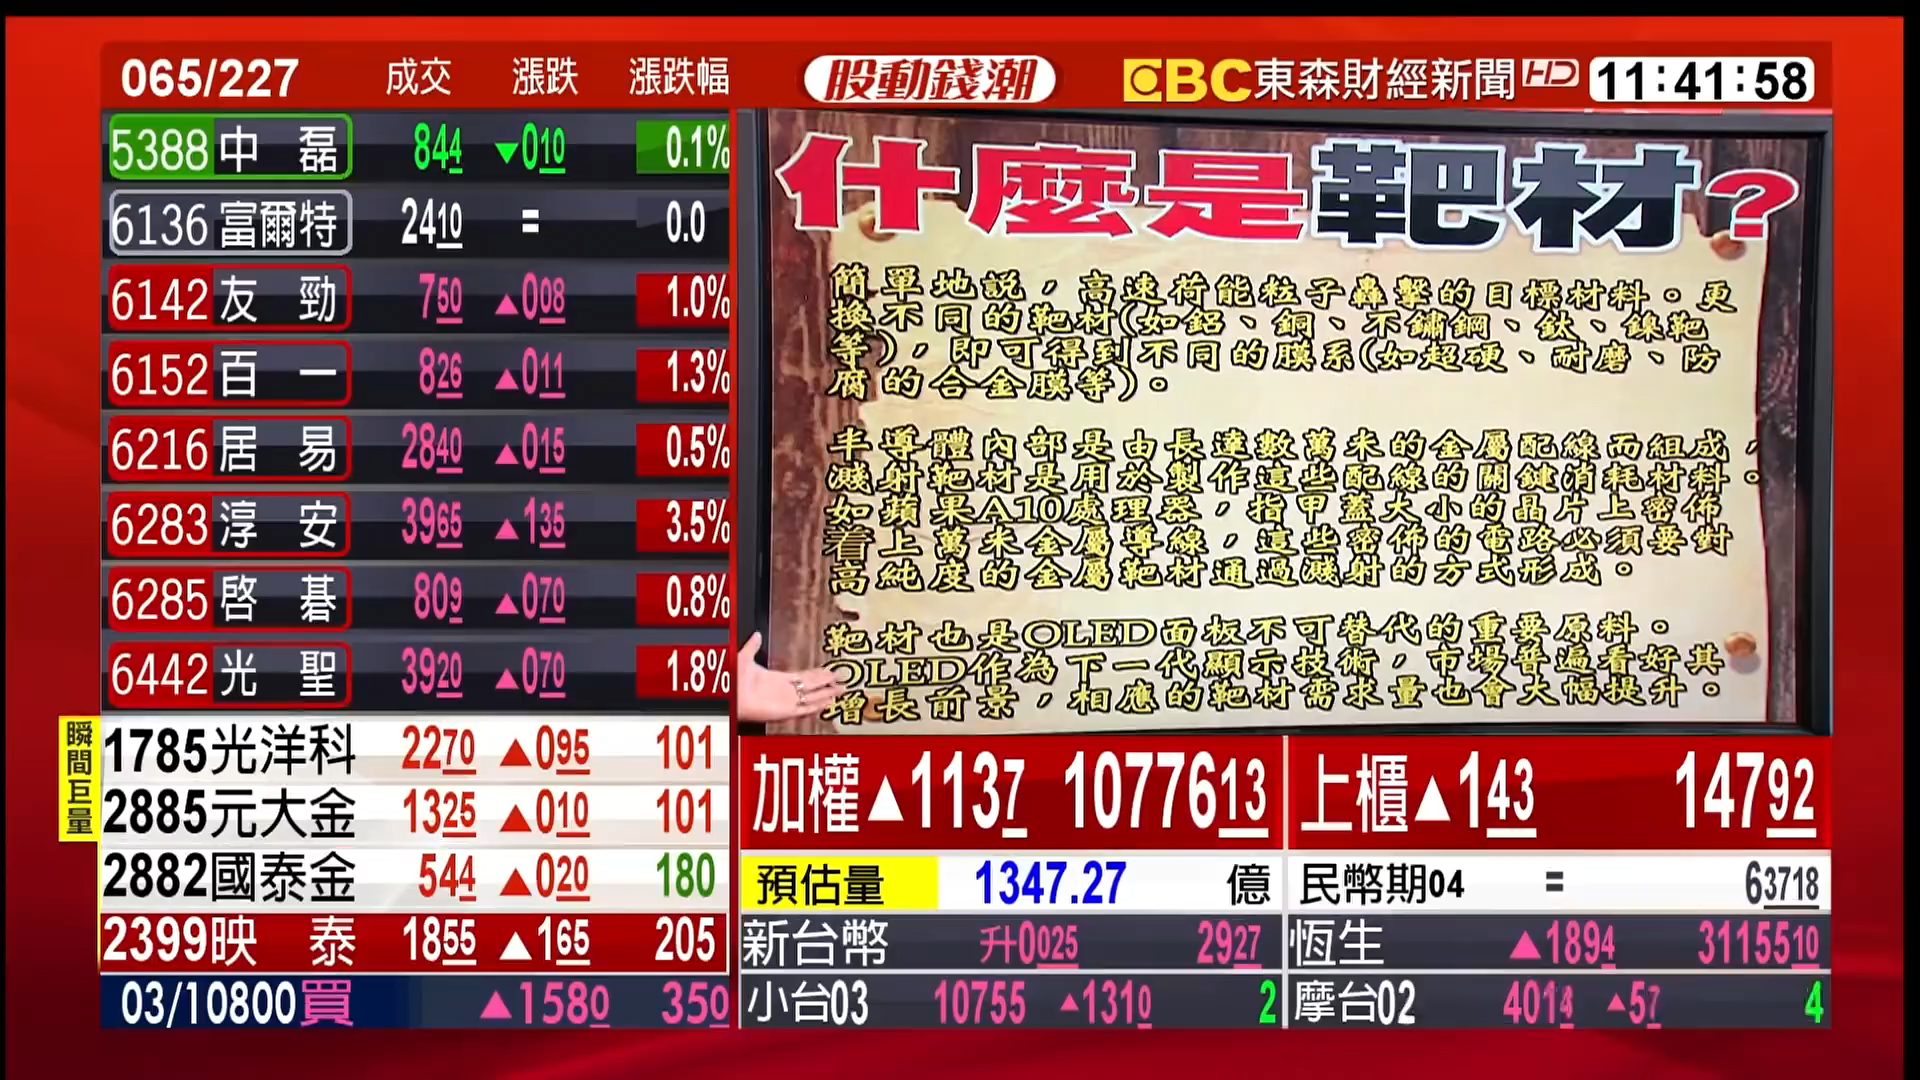 065/227 成交 漲跌 漲跌幅
股動錢潮
EBC東森財經新聞HD 11:41:58
5388 中磊 844 ▼010 0.1%
6136 富爾特 2410 = 0.0
6142 友勁 750 ▲008 1.0%
6152 百一 826 ▲011 1.3%
6216 居易 2840 ▲015 0.5%
6283 淳安 3965 ▲135 3.5%
6285 啓碁 809 ▲070 0.8%
6442 光聖 3920 ▲070 1.8%
瞬間巨量
1785光洋科 2270 ▲095 101
2885元大金 1325 ▲010 101
2882國泰金 544 ▲020 180
2399映泰 1855 ▲165 205
03/10800買 ▲1580 350
什麼是靶材?
簡單地説，高速荷能粒子轟擊的目標材料。更
換不同的靶材(如鋁、銅、不鏽鋼、鈦、鎳靶
等)，即可得到不同的膜系(如超硬、耐磨、防
腐的合金膜等)。
半導體內部是由長達數萬米的金屬配線而組成，
濺射靶材是用於製作這些配線的關鍵消耗材料。
如蘋果A10處理器，指甲蓋大小的晶片上密佈
着上萬米金屬導線，這些密佈的電路必須要對
高純度的金屬靶材通過濺射的方式形成。
靶材也是OLED面板不可替代的重要原料。
OLED作為下一代顯示技術，市場普遍看好其
增長前景，相應的靶材需求量也會大幅提升。
加權▲1137 1077613
上櫃▲143 14792
預估量 1347.27 億
民幣期04 = 63718
新台幣 升0025 2927
恆生 ▲1894 3115510
小台03 10755 ▲1310 2
摩台02 ▲57 4